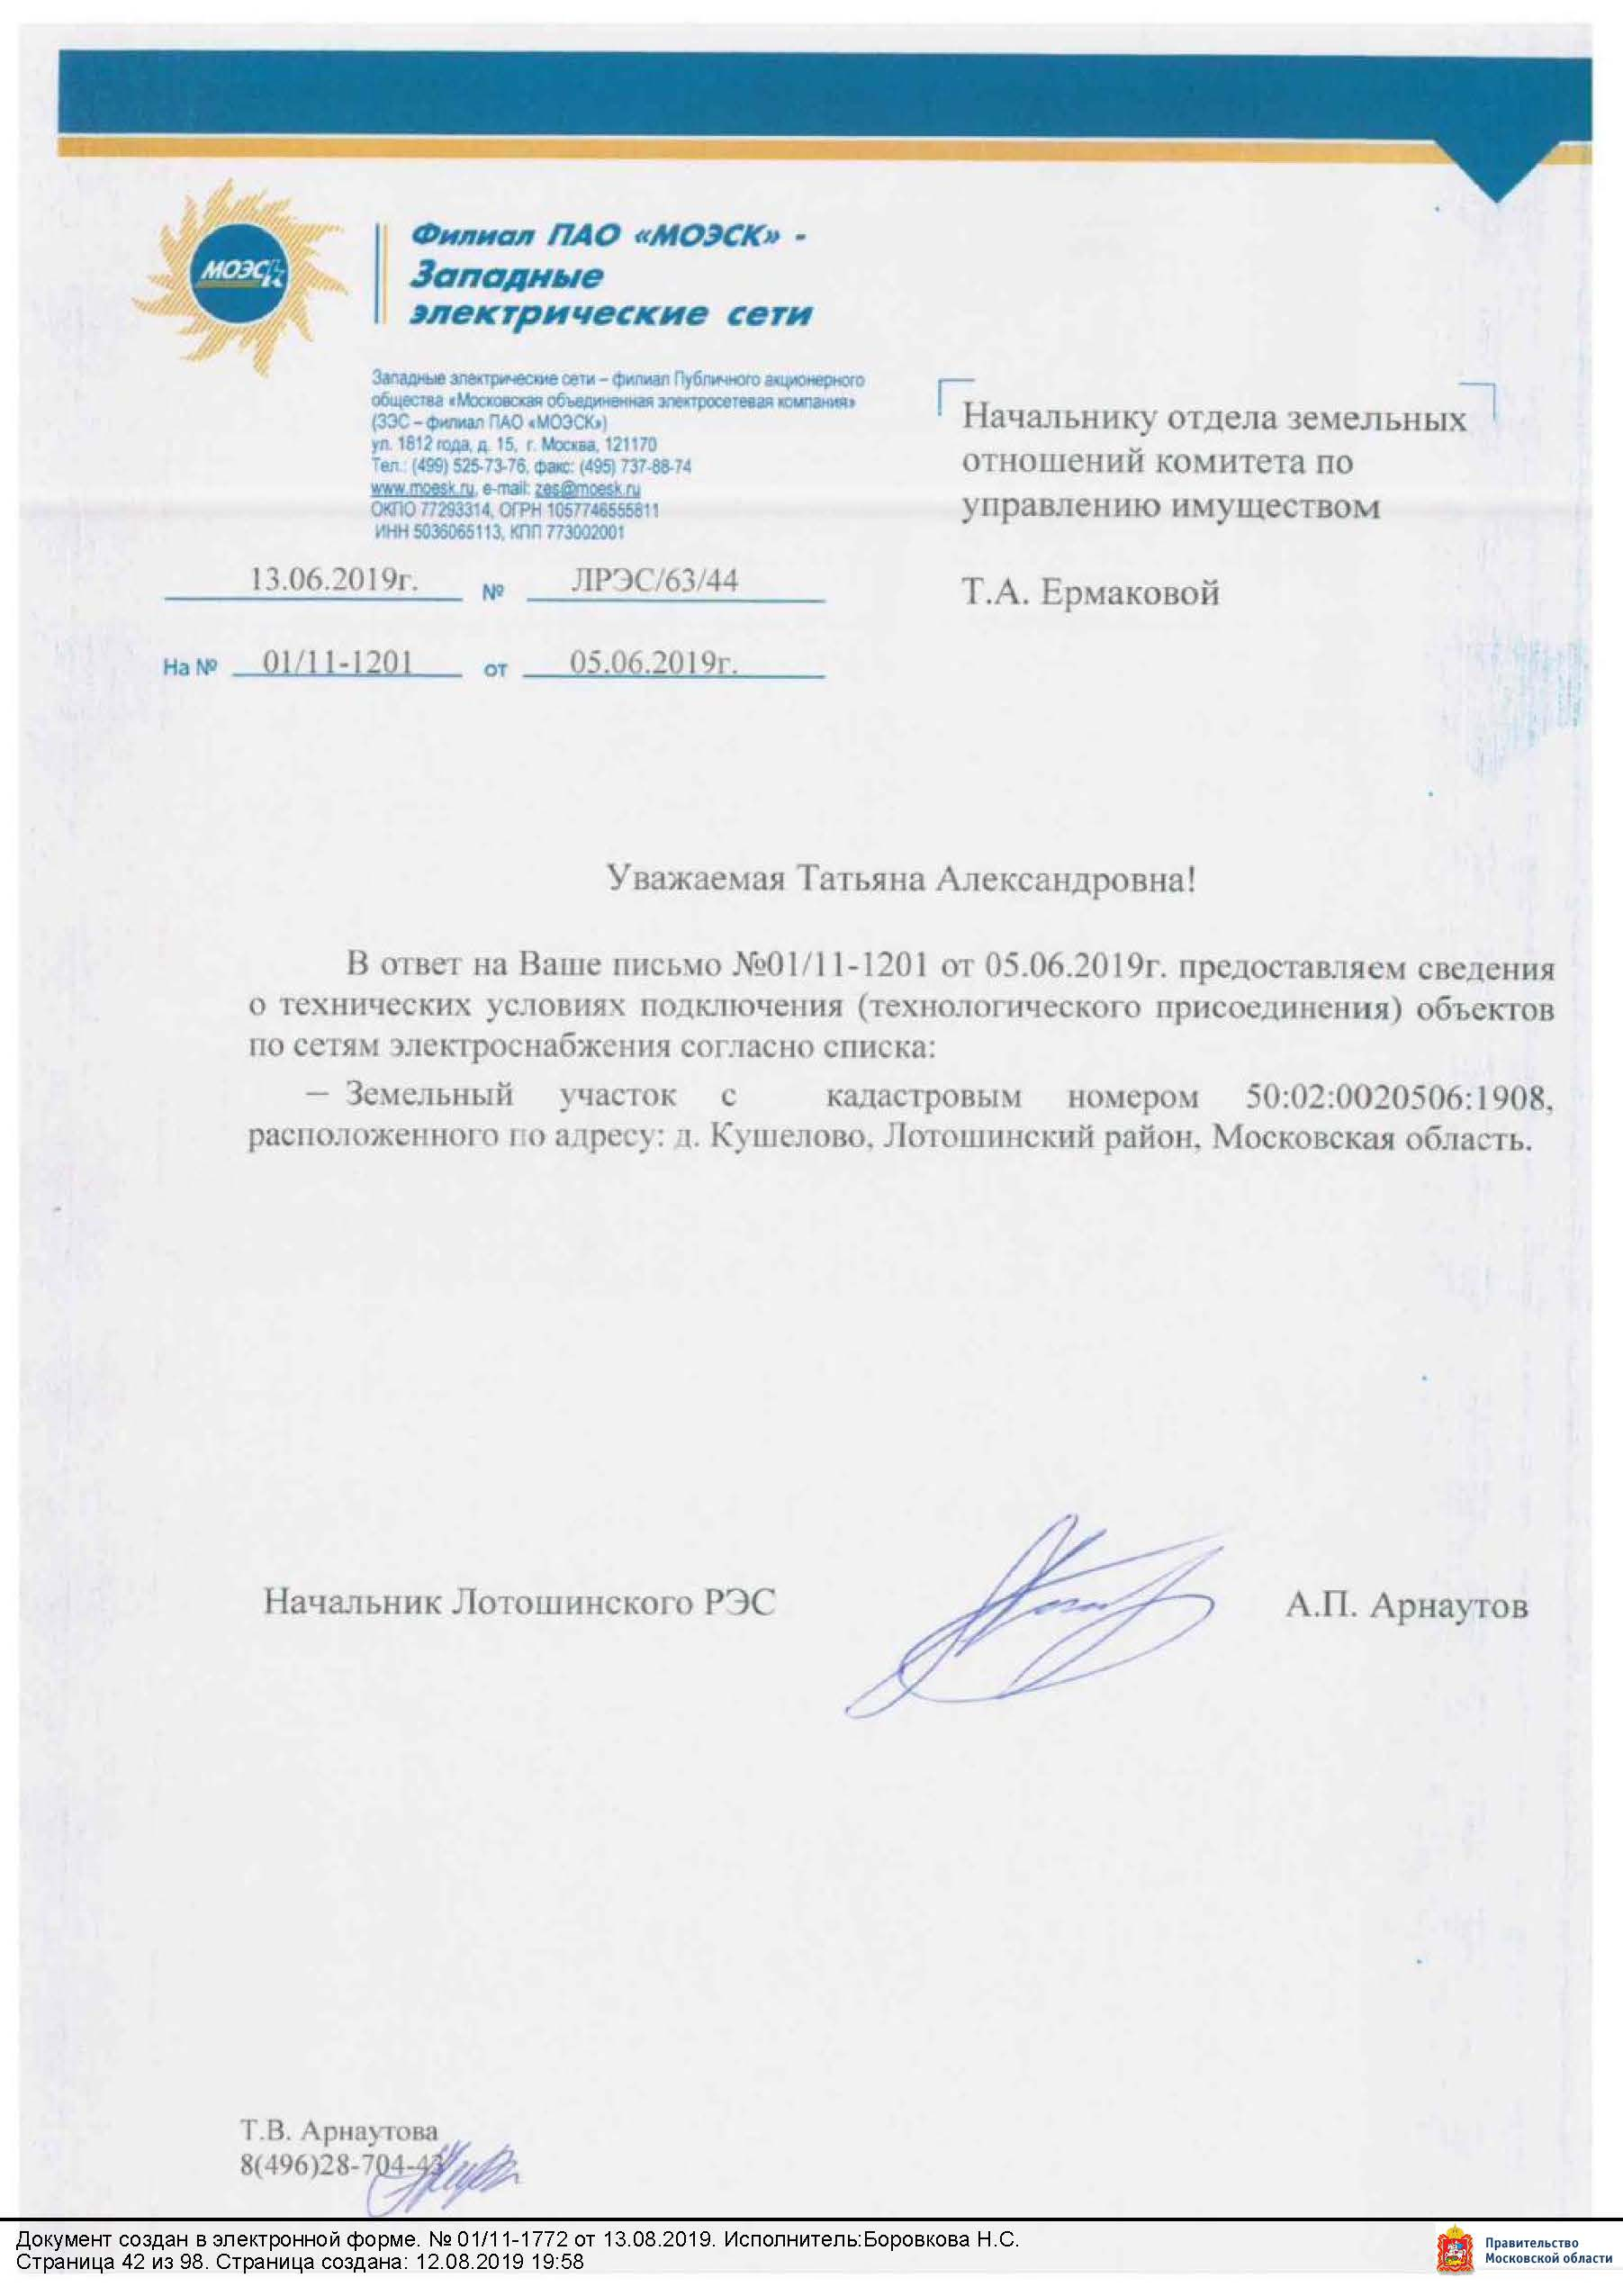 МОЭСК
Филиал ПАО «МОЭСК» -
Западные
электрические сети
Западные электрические сети – филиал Публичного акционерного
общества «Московская объединенная электросетевая компания»
(ЗЭС – филиал ПАО «МОЭСК»)
ул. 1812 года, д. 15, г. Москва, 121170
Тел.: (499) 525-73-76, факс: (495) 737-88-74
www.moesk.ru, e-mail: zes@moesk.ru
ОКПО 77293314, ОГРН 1057746555811
ИНН 5036065113, КПП 773002001
13.06.2019г. № ЛРЭС/63/44
На № 01/11-1201 от 05.06.2019г.
Начальнику отдела земельных
отношений комитета по
управлению имуществом
Т.А. Ермаковой
Уважаемая Татьяна Александровна!
В ответ на Ваше письмо №01/11-1201 от 05.06.2019г. предоставляем сведения
о технических условиях подключения (технологического присоединения) объектов
по сетям электроснабжения согласно списка:
– Земельный участок с кадастровым номером 50:02:0020506:1908,
расположенного по адресу: д. Кушелово, Лотошинский район, Московская область.
Начальник Лотошинского РЭС А.П. Арнаутов
Т.В. Арнаутова
8(496)28-704-43
Документ создан в электронной форме. № 01/11-1772 от 13.08.2019. Исполнитель:Боровкова Н.С.
Страница 42 из 98. Страница создана: 12.08.2019 19:58
Правительство
Московской области